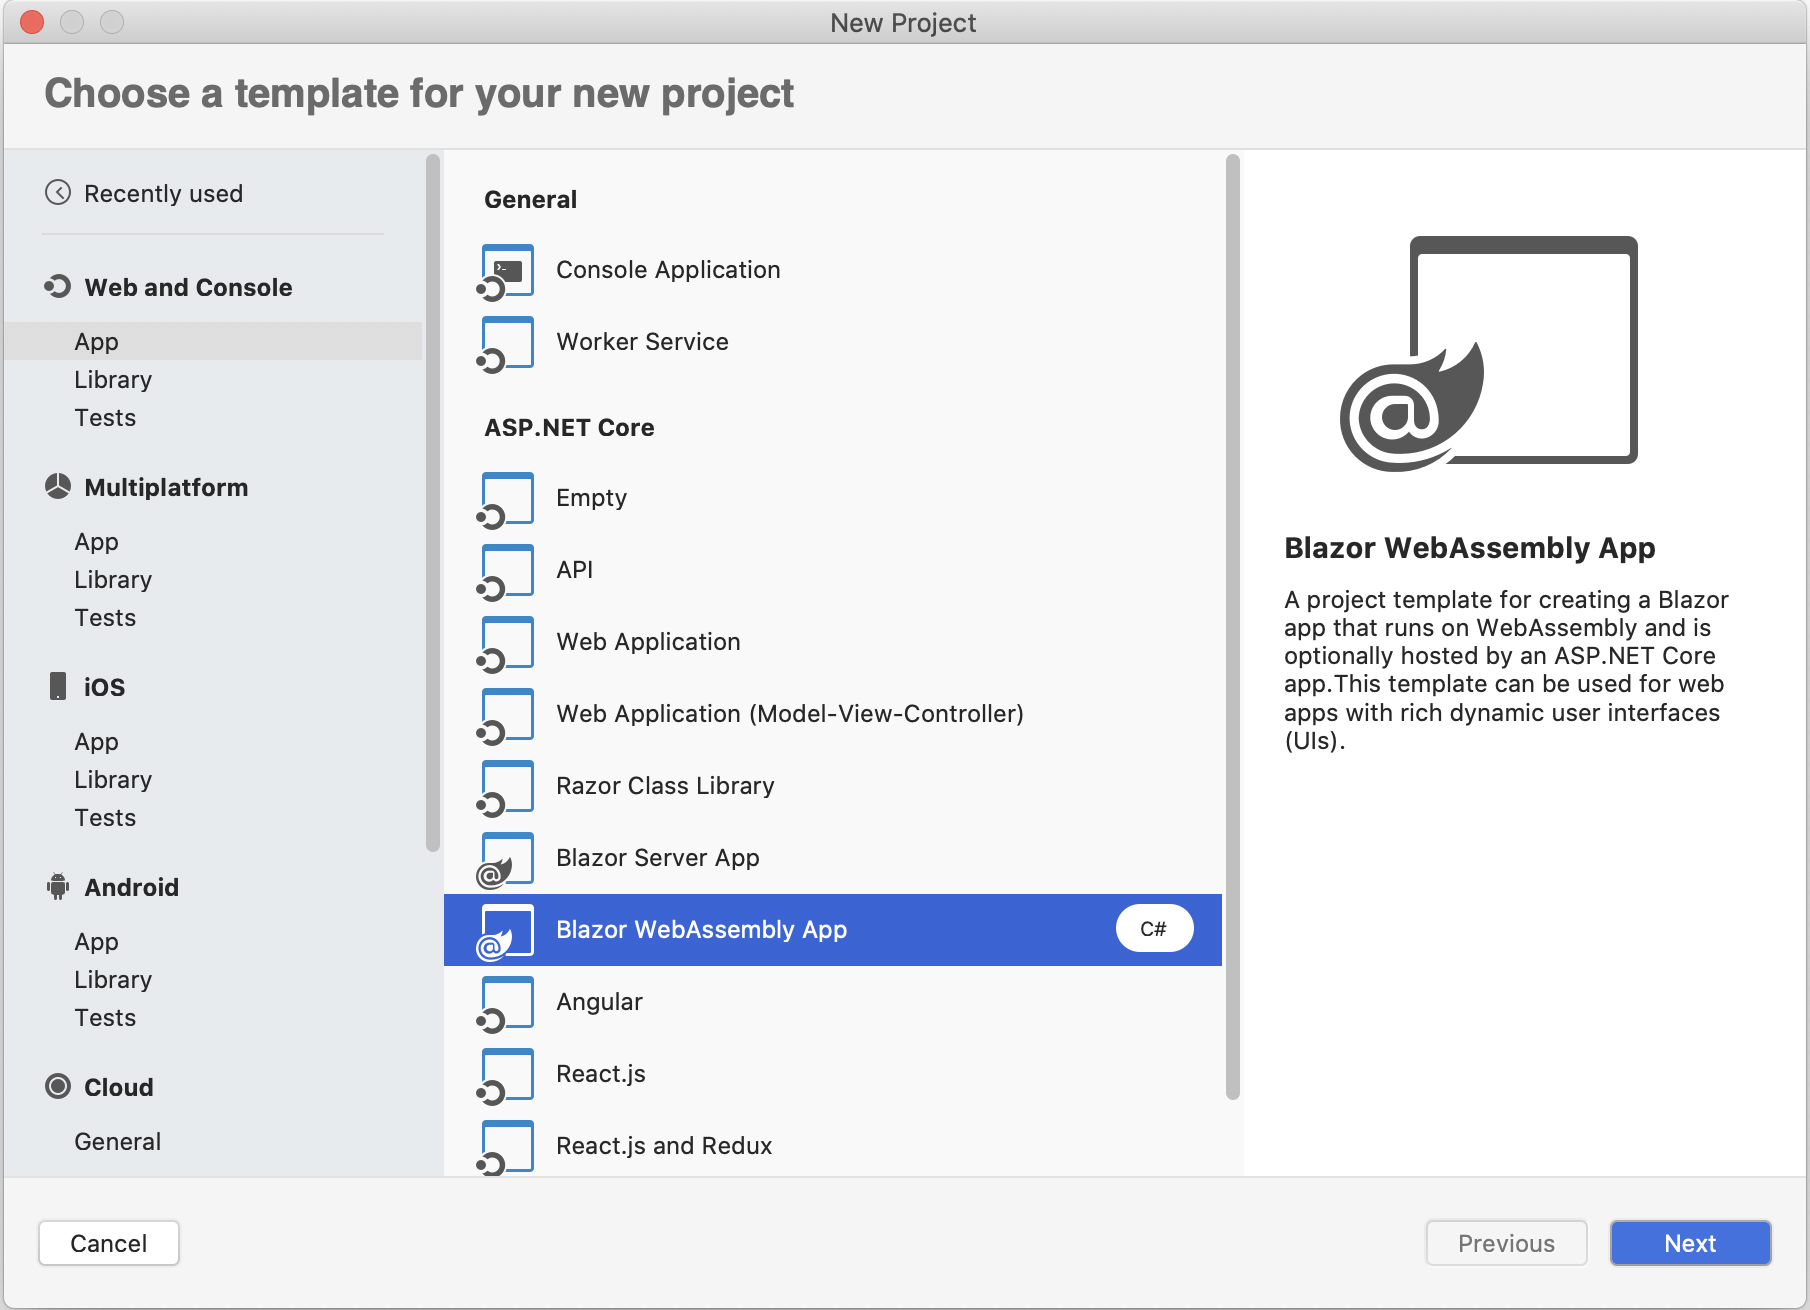 New Project
Choose a template for your new project
Recently used
Web and Console
App
Library
Tests
Multiplatform
App
Library
Tests
iOS
App
Library
Tests
Android
App
Library
Tests
Cloud
General
General
Console Application
Worker Service
ASP.NET Core
Empty
API
Web Application
Web Application (Model-View-Controller)
Razor Class Library
Blazor Server App
Blazor WebAssembly App
C#
Angular
React.js
React.js and Redux
Blazor WebAssembly App
A project template for creating a Blazor
app that runs on WebAssembly and is
optionally hosted by an ASP.NET Core
app.This template can be used for web
apps with rich dynamic user interfaces
(UIs).
Cancel
Previous
Next